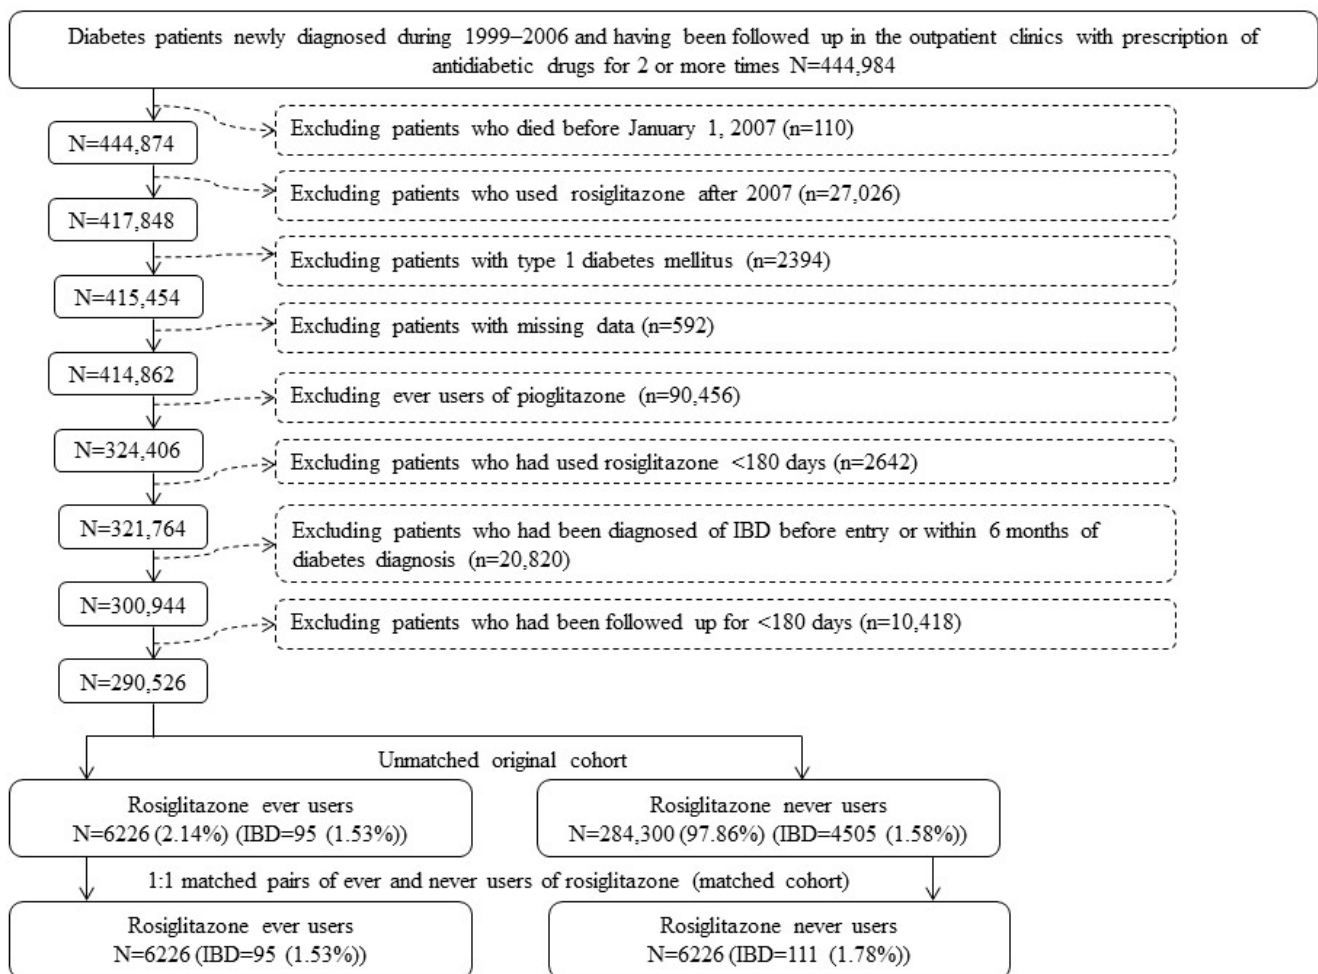 Diabetes patients newly diagnosed during 1999–2006 and having been followed up in the outpatient clinics with prescription of
antidiabetic drugs for 2 or more times N=444,984
Excluding patients who died before January 1, 2007 (n=110)
N=444,874
Excluding patients who used rosiglitazone after 2007 (n=27,026)
N=417,848
Excluding patients with type 1 diabetes mellitus (n=2394)
N=415,454
Excluding patients with missing data (n=592)
N=414,862
Excluding ever users of pioglitazone (n=90,456)
N=324,406
Excluding patients who had used rosiglitazone <180 days (n=2642)
N=321,764
Excluding patients who had been diagnosed of IBD before entry or within 6 months of
diabetes diagnosis (n=20,820)
N=300,944
Excluding patients who had been followed up for <180 days (n=10,418)
N=290,526
Unmatched original cohort
Rosiglitazone ever users
N=6226 (2.14%) (IBD=95 (1.53%))
Rosiglitazone never users
N=284,300 (97.86%) (IBD=4505 (1.58%))
1:1 matched pairs of ever and never users of rosiglitazone (matched cohort)
Rosiglitazone ever users
N=6226 (IBD=95 (1.53%))
Rosiglitazone never users
N=6226 (IBD=111 (1.78%))